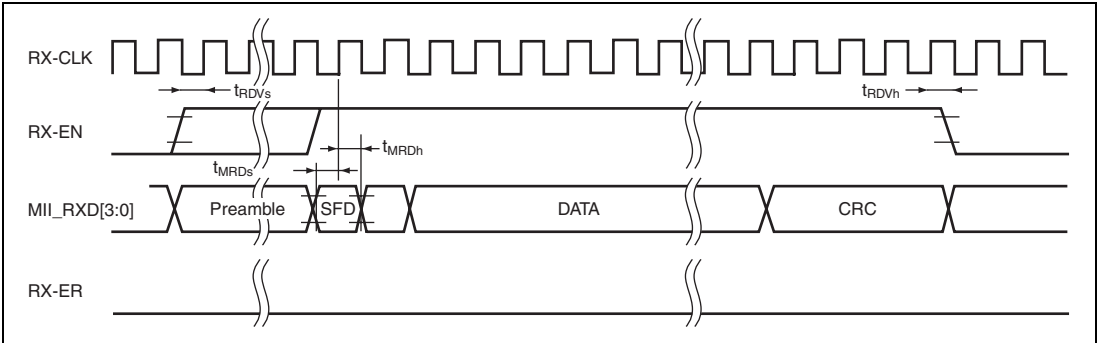 RX-CLK
tRDVs
tRDVh
RX-EN
tMRDh
tMRDs
MII_RXD[3:0]
Preamble
SFD
DATA
CRC
RX-ER